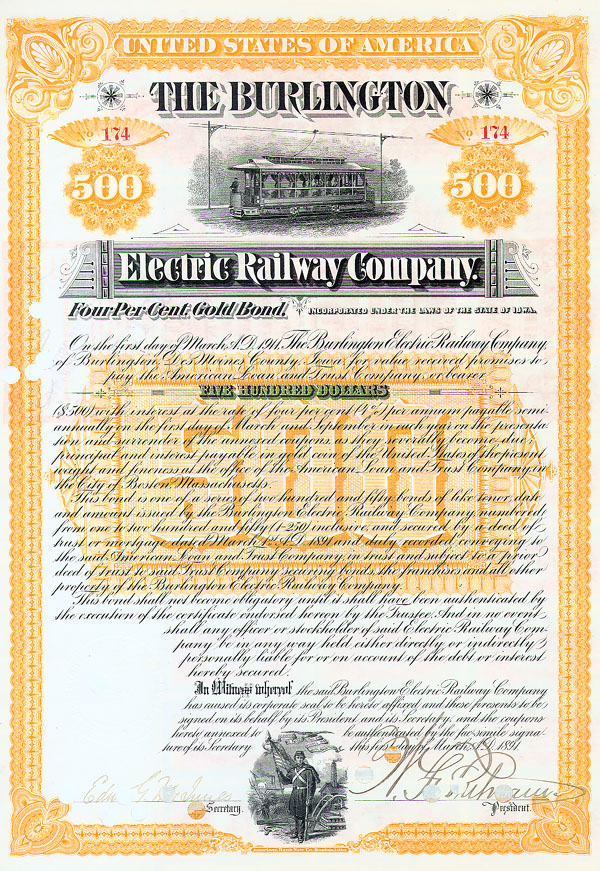 UNITED STATES OF AMERICA
THE BURLINGTON
No 174
No 174
500
500
Electric Railway Company.
Four Per Cent. Gold Bond.
INCORPORATED UNDER THE LAWS OF THE STATE OF IOWA.
On the first day of March A.D. 1911, The Burlington Electric Railway Company,
of Burlington, Des Moines County, Iowa, for value received promises to
pay the American Loan and Trust Company, or bearer,
FIVE HUNDRED DOLLARS
($500) with interest at the rate of four per cent (4%) per annum payable semi-
annually on the first day of March and September in each year on the presenta-
tion and surrender of the annexed coupons, as they severally become due,
principal and interest payable in gold coin of the United States of the present
weight and fineness at the office of the American Loan and Trust Company, in
the City of Boston Massachusetts.
This bond is one of a series of two hundred and fifty bonds of like tenor, date
and amount issued by the Burlington Electric Railway Company, numbered
from one to two hundred and fifty (1-250) inclusive, and secured by a deed of
trust or mortgage dated March 1st A.D. 1891 and duly recorded conveying to
the said American Loan and Trust Company, in trust and subject to a prior
deed of trust to said Trust Company securing bonds, the franchise and all other
property of the Burlington Electric Railway Company.
This bond shall not become obligatory until it shall have been authenticated by
the execution of the certificate endorsed hereon by the Trustee. And in no event
shall any officer or stockholder of said Electric Railway Com-
pany be in any way held either directly or indirectly
personally liable for or on account of the debt or interest
hereby secured.
In Witness whereof the said Burlington Electric Railway Company
has caused its corporate seal to be hereto affixed, and these presents to be
signed on its behalf by its President and its Secretary, and the coupons
hereto annexed to be authenticated by the fac-simile signa-
ture of its Secretary this first day of March, A.D. 1891.
Secretary.
President.